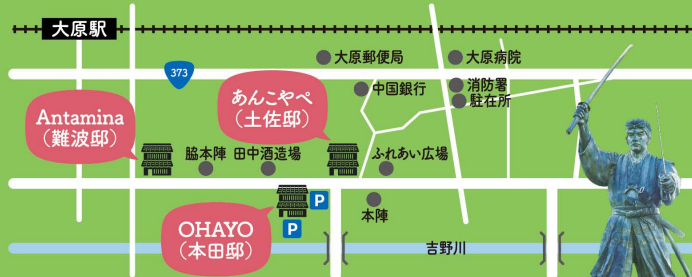 大原駅
大原郵便局
大原病院
373
中国銀行
消防署
駐在所
あんこやぺ
（土佐邸）
Antamina
（難波邸）
脇本陣
田中酒造場
ふれあい広場
P
本陣
P
OHAYO
（本田邸）
吉野川